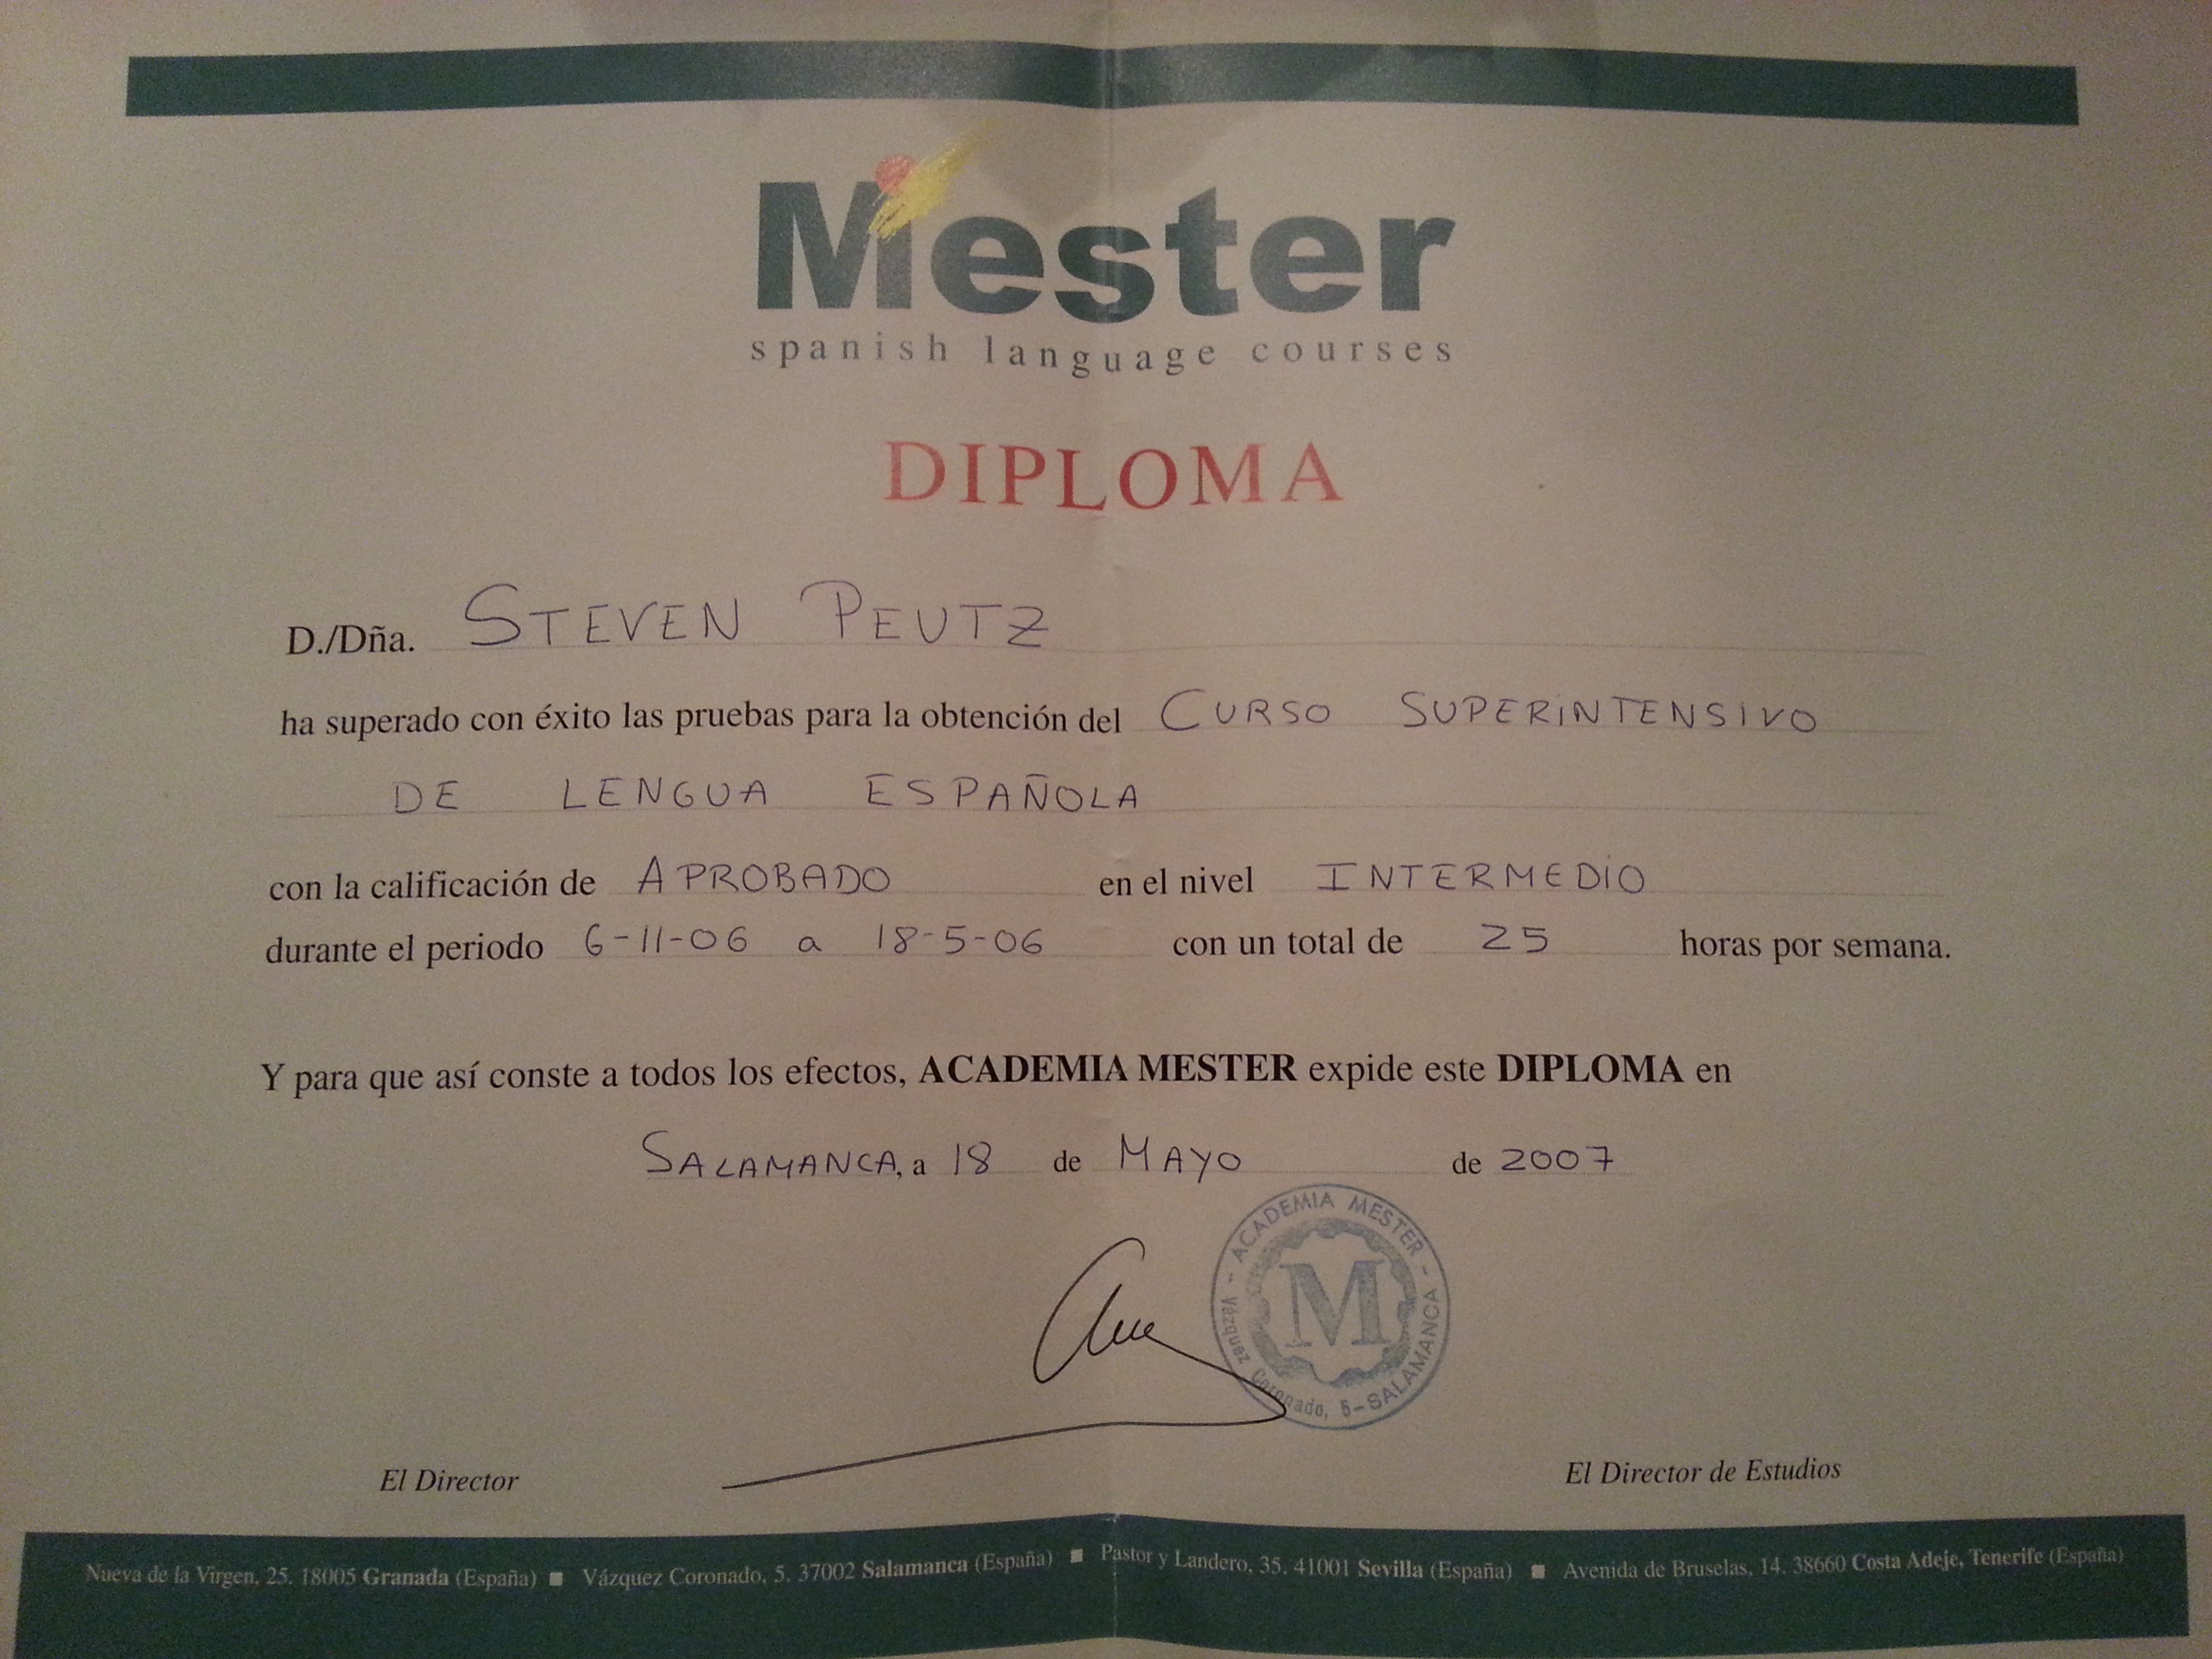 Mester
spanish language courses
DIPLOMA
D./Dña. STEVEN PEUTZ
ha superado con éxito las pruebas para la obtención del CURSO SUPERINTENSIVO
DE LENGUA ESPAÑOLA
con la calificación de APROBADO en el nivel INTERMEDIO
durante el periodo 6-11-06 a 18-5-06 con un total de 25 horas por semana.
Y para que así conste a todos los efectos, ACADEMIA MESTER expide este DIPLOMA en
SALAMANCA, a 18 de MAYO de 2007
- ACADEMIA MESTER -
M
Vázquez Coronado, 5 - SALAMANCA
El Director
El Director de Estudios
Nueva de la Virgen, 25. 18005 Granada (España) ■ Vázquez Coronado, 5. 37002 Salamanca (España) ■ Pastor y Landero, 35. 41001 Sevilla (España) ■ Avenida de Bruselas, 14. 38660 Costa Adeje, Tenerife (España)